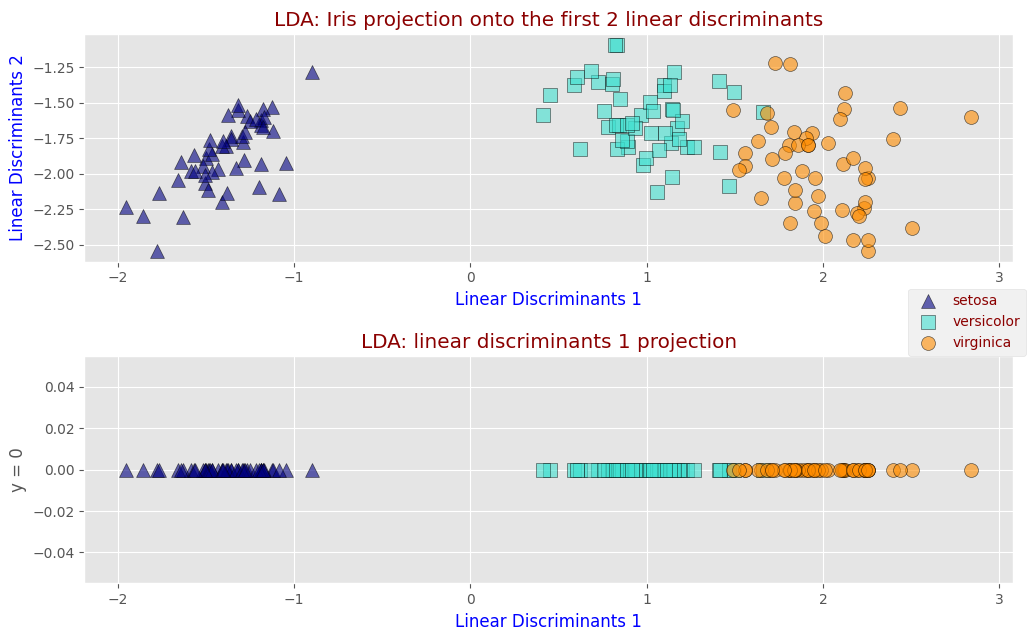 LDA: Iris projection onto the first 2 linear discriminants
Linear Discriminants 2
−1.25
−1.50
−1.75
−2.00
−2.25
−2.50
−2 −1 0 1 2 3
Linear Discriminants 1
setosa
versicolor
virginica
LDA: linear discriminants 1 projection
y = 0
0.04
0.02
0.00
−0.02
−0.04
−2 −1 0 1 2 3
Linear Discriminants 1